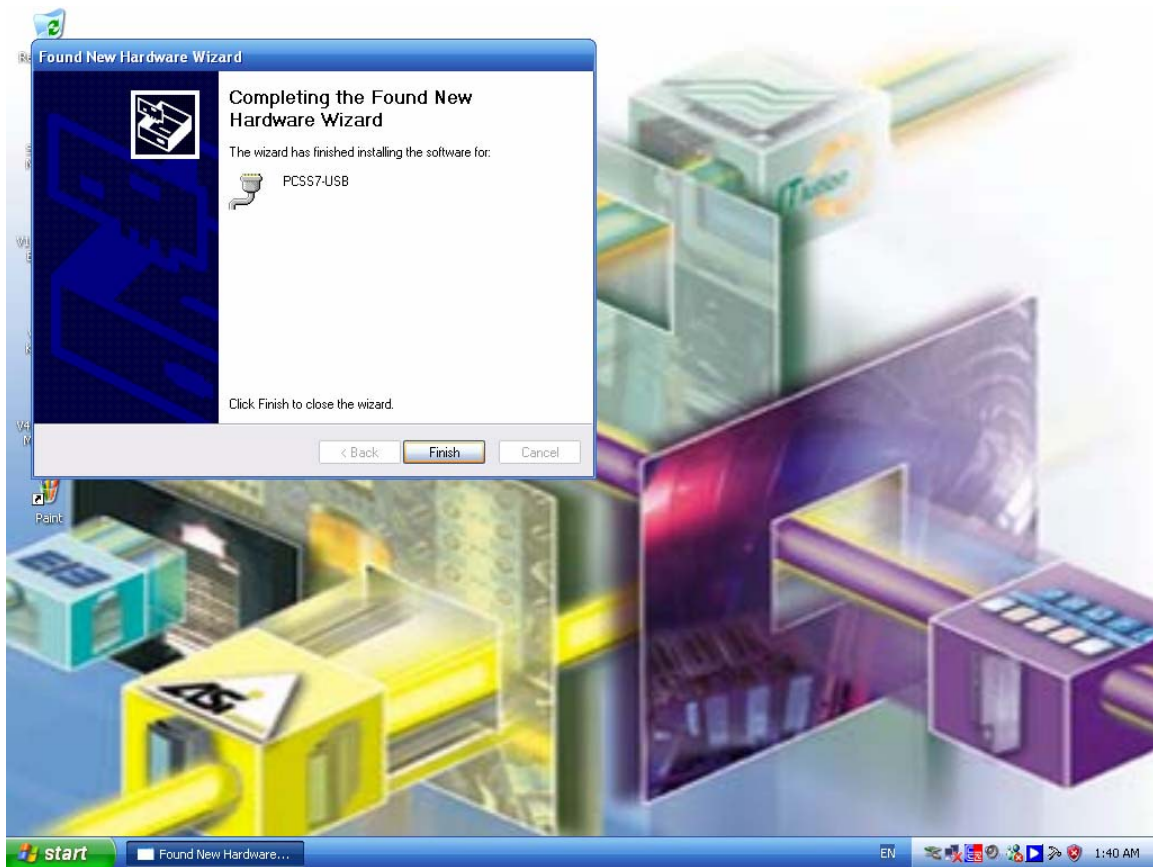 Found New Hardware Wizard
Completing the Found New
Hardware Wizard
The wizard has finished installing the software for:
PCSS7-USB
Click Finish to close the wizard.
< Back
Finish
Cancel
Paint
EIB
ASi
start
Found New Hardware...
EN
1:40 AM